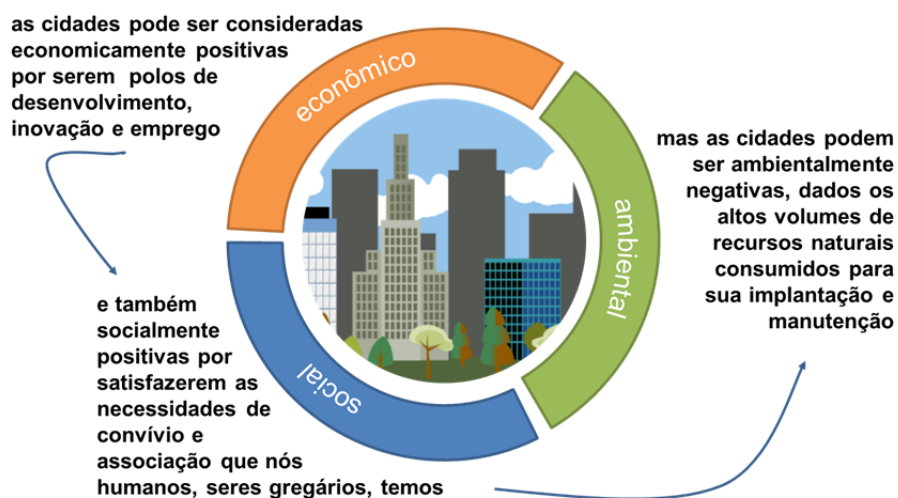 as cidades pode ser consideradas
economicamente positivas
por serem polos de
desenvolvimento,
inovação e emprego
econômico
ambiental
social
e também
socialmente
positivas por
satisfazerem as
necessidades de
convívio e
associação que nós
humanos, seres gregários, temos
mas as cidades podem
ser ambientalmente
negativas, dados os
altos volumes de
recursos naturais
consumidos para
sua implantação e
manutenção